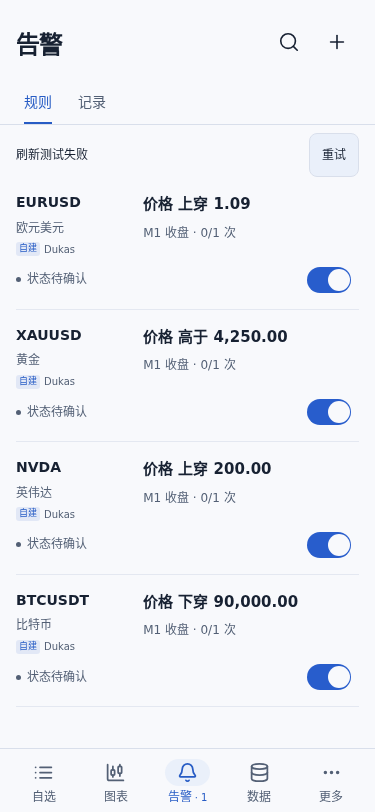 告警
规则 记录
刷新测试失败 重试
EURUSD 价格 上穿 1.09
欧元美元 M1 收盘 · 0/1 次
自建 Dukas
状态待确认
XAUUSD 价格 高于 4,250.00
黄金 M1 收盘 · 0/1 次
自建 Dukas
状态待确认
NVDA 价格 上穿 200.00
英伟达 M1 收盘 · 0/1 次
自建 Dukas
状态待确认
BTCUSDT 价格 下穿 90,000.00
比特币 M1 收盘 · 0/1 次
自建 Dukas
状态待确认
自选 图表 告警 · 1 数据 更多